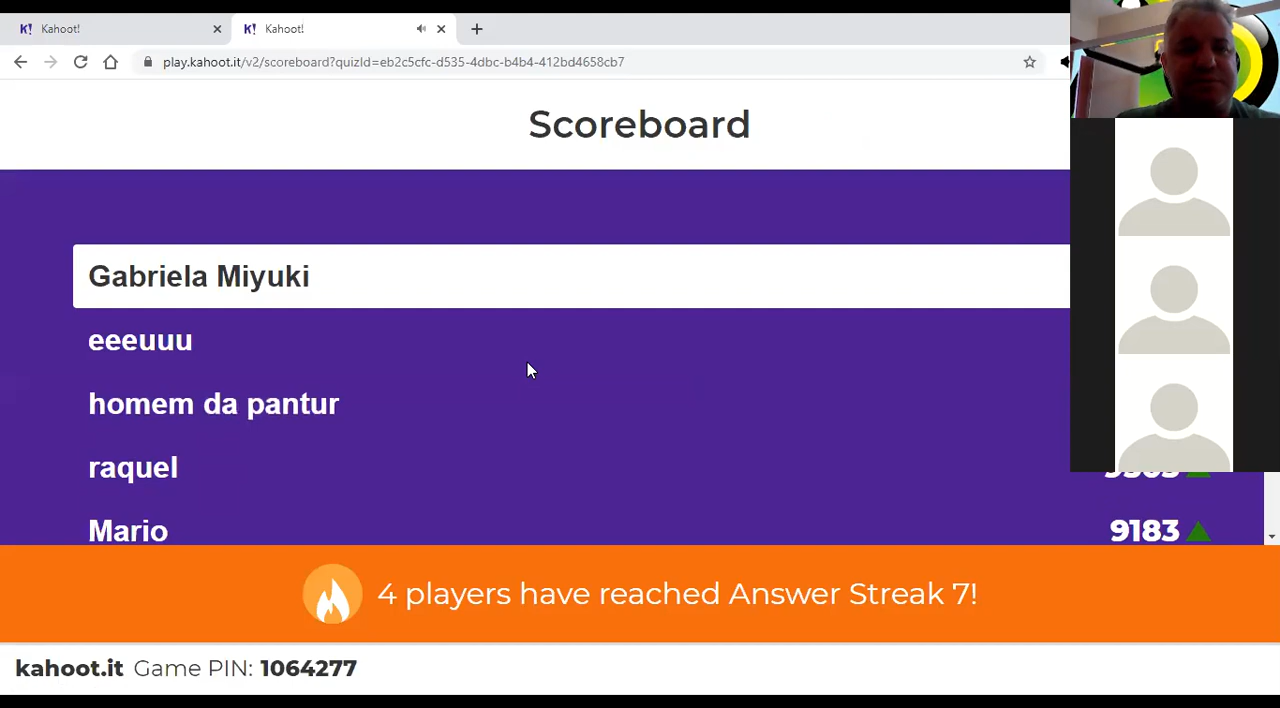 K! Kahoot!
K! Kahoot!
play.kahoot.it/v2/scoreboard?quizId=eb2c5cfc-d535-4dbc-b4b4-412bd4658cb7
Scoreboard
Gabriela Miyuki
eeeuuu
homem da pantur
raquel
Mario 9183
4 players have reached Answer Streak 7!
kahoot.it Game PIN: 1064277